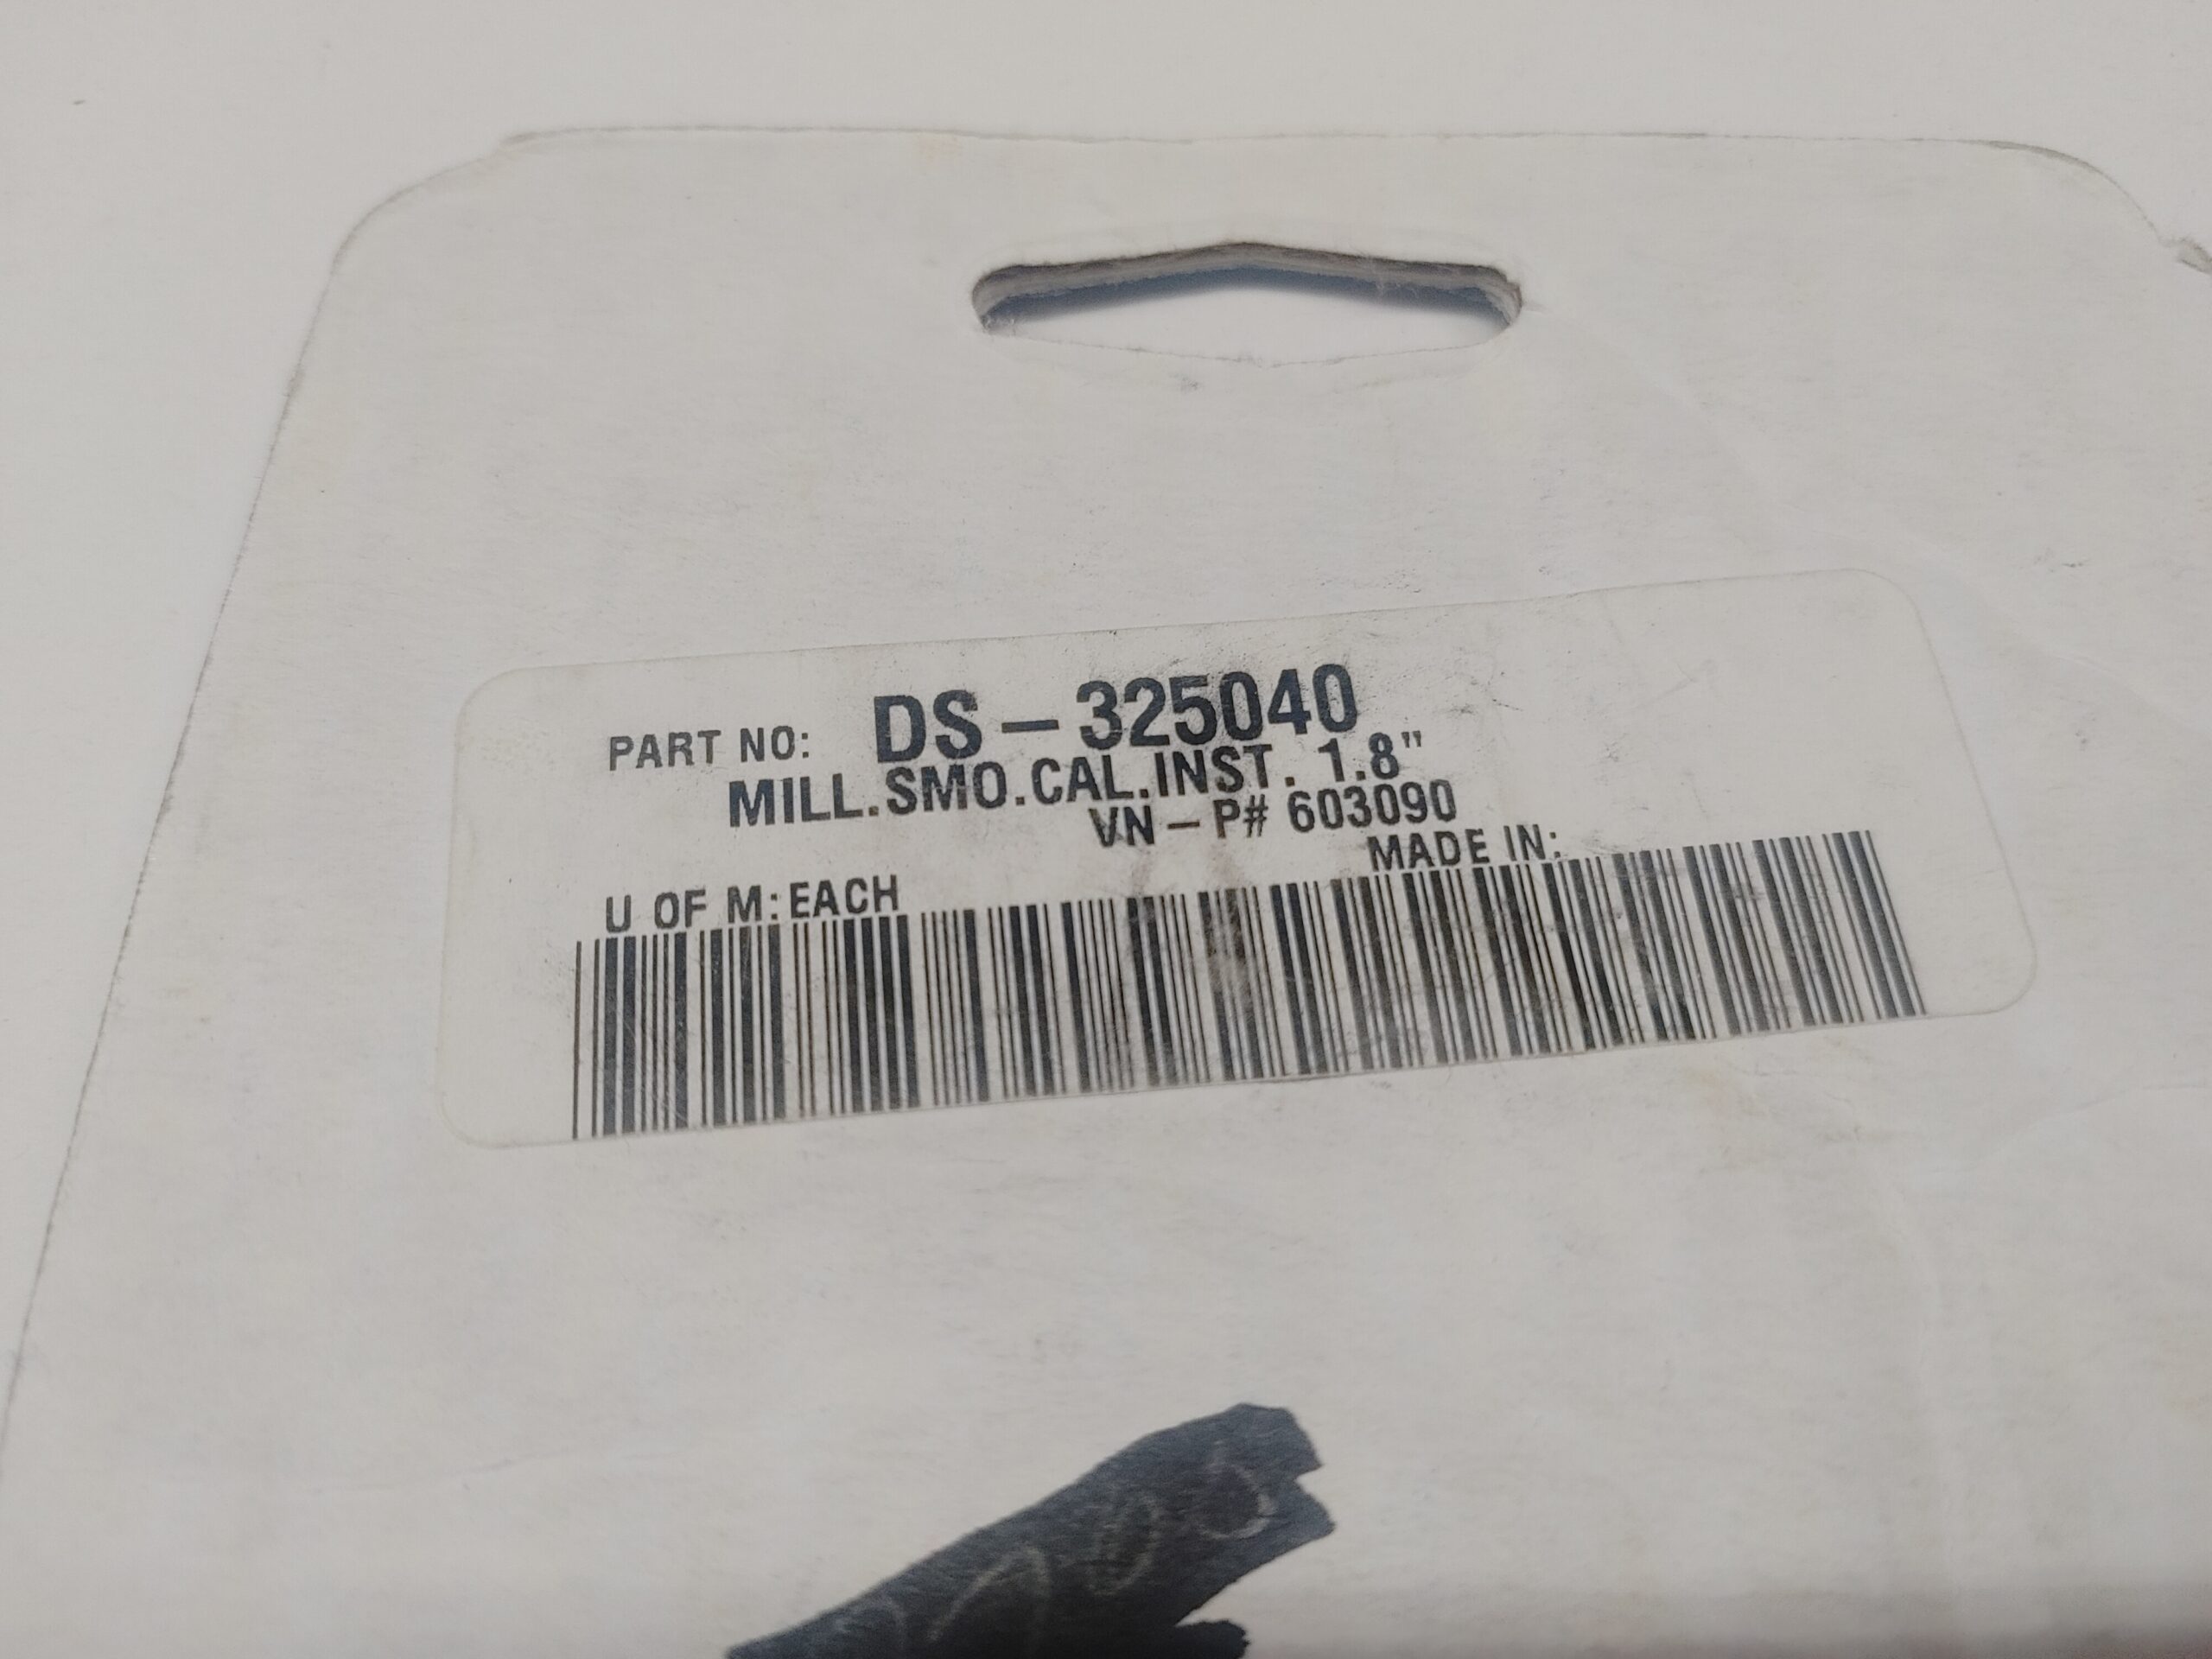 PART NO: DS-325040
MILL.SMO.CAL.INST. 1.8"
VN-P# 603090
MADE IN:
U OF M:EACH